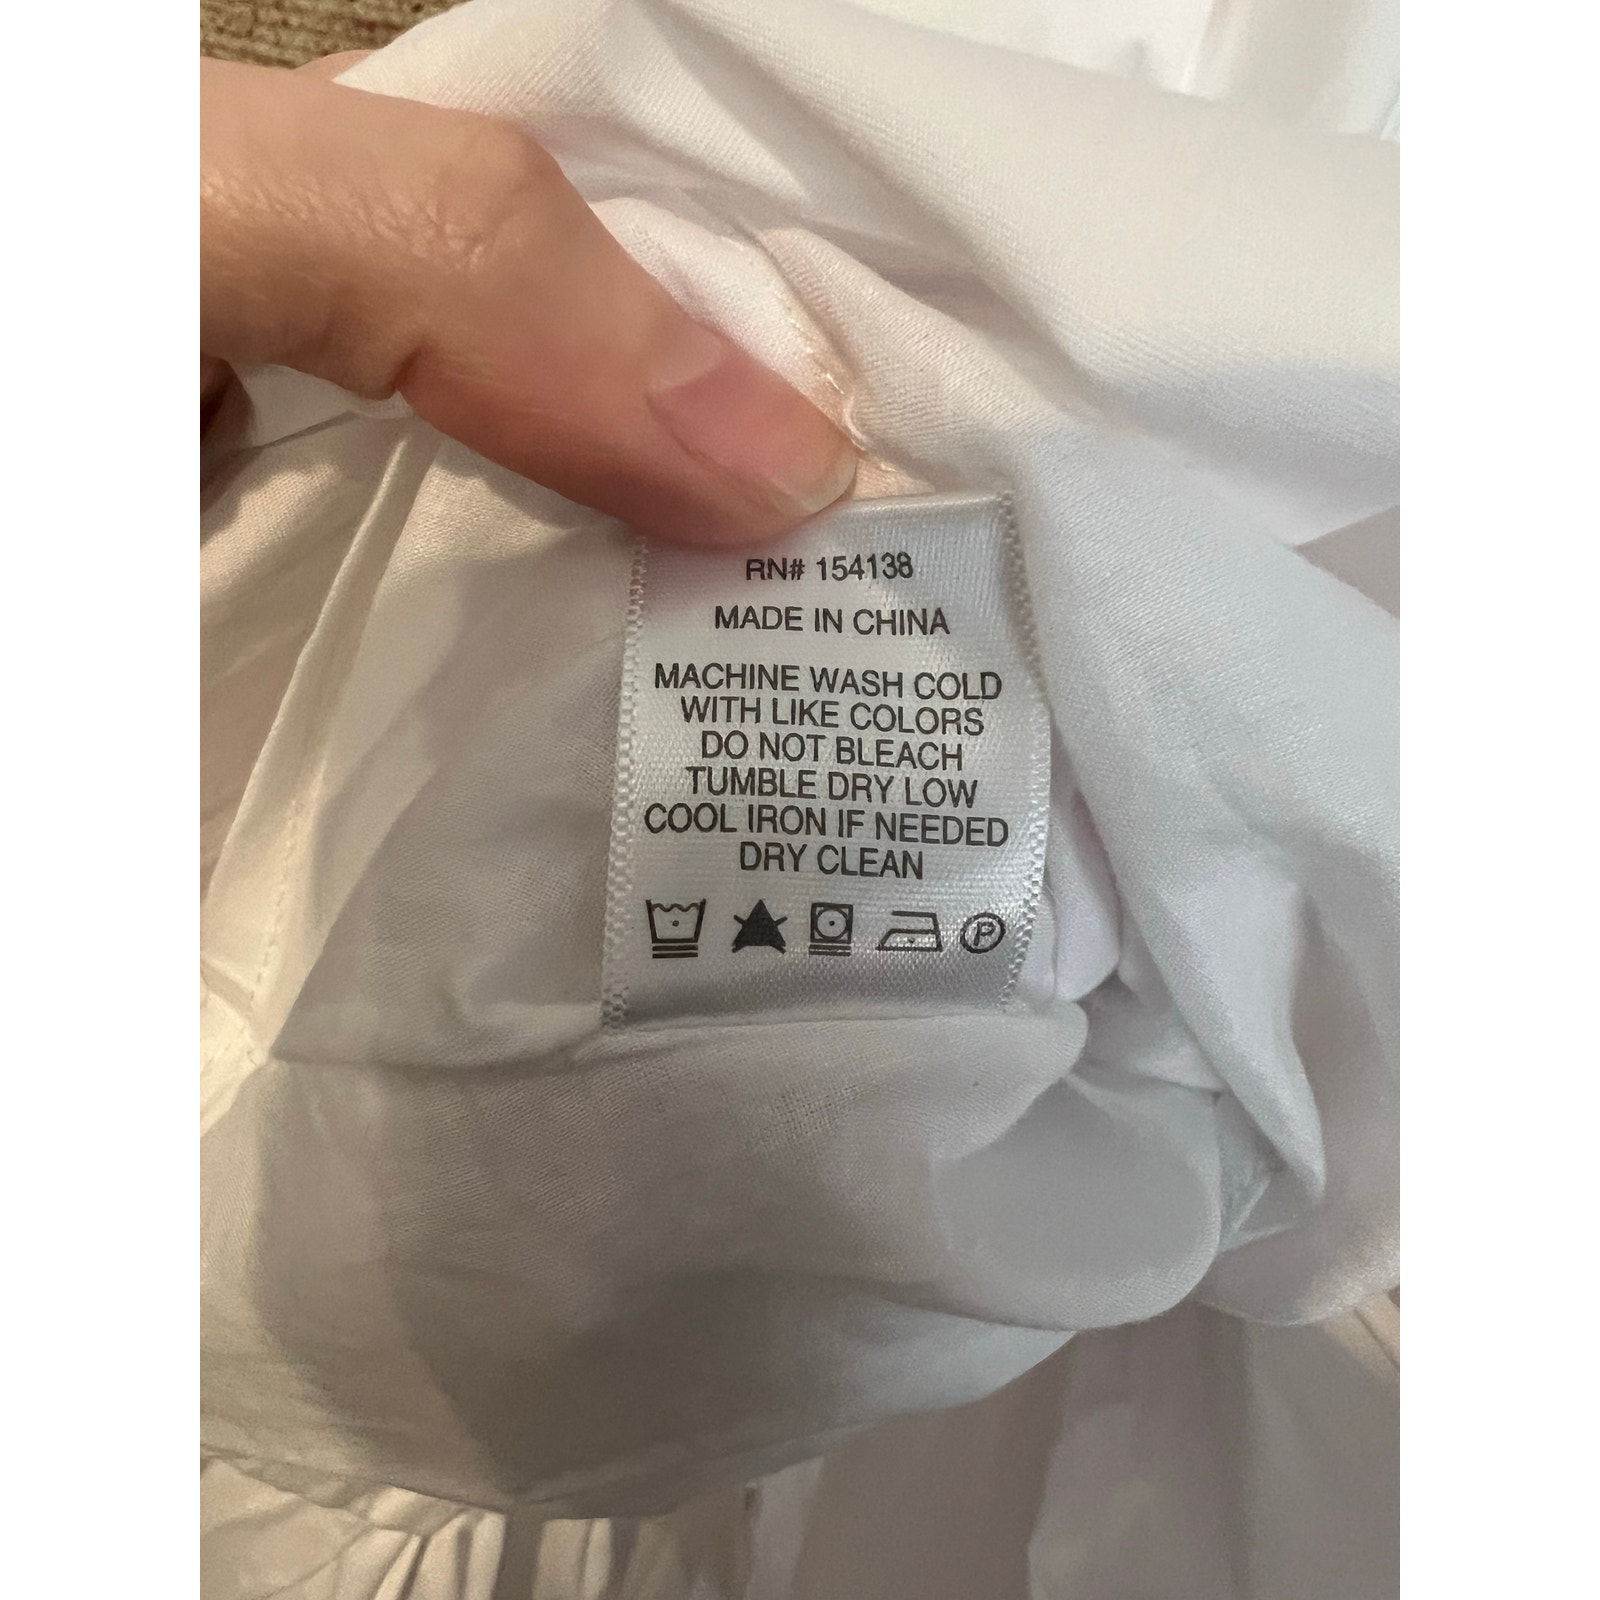 RN# 154138
MADE IN CHINA
MACHINE WASH COLD
WITH LIKE COLORS
DO NOT BLEACH
TUMBLE DRY LOW
COOL IRON IF NEEDED
DRY CLEAN
P